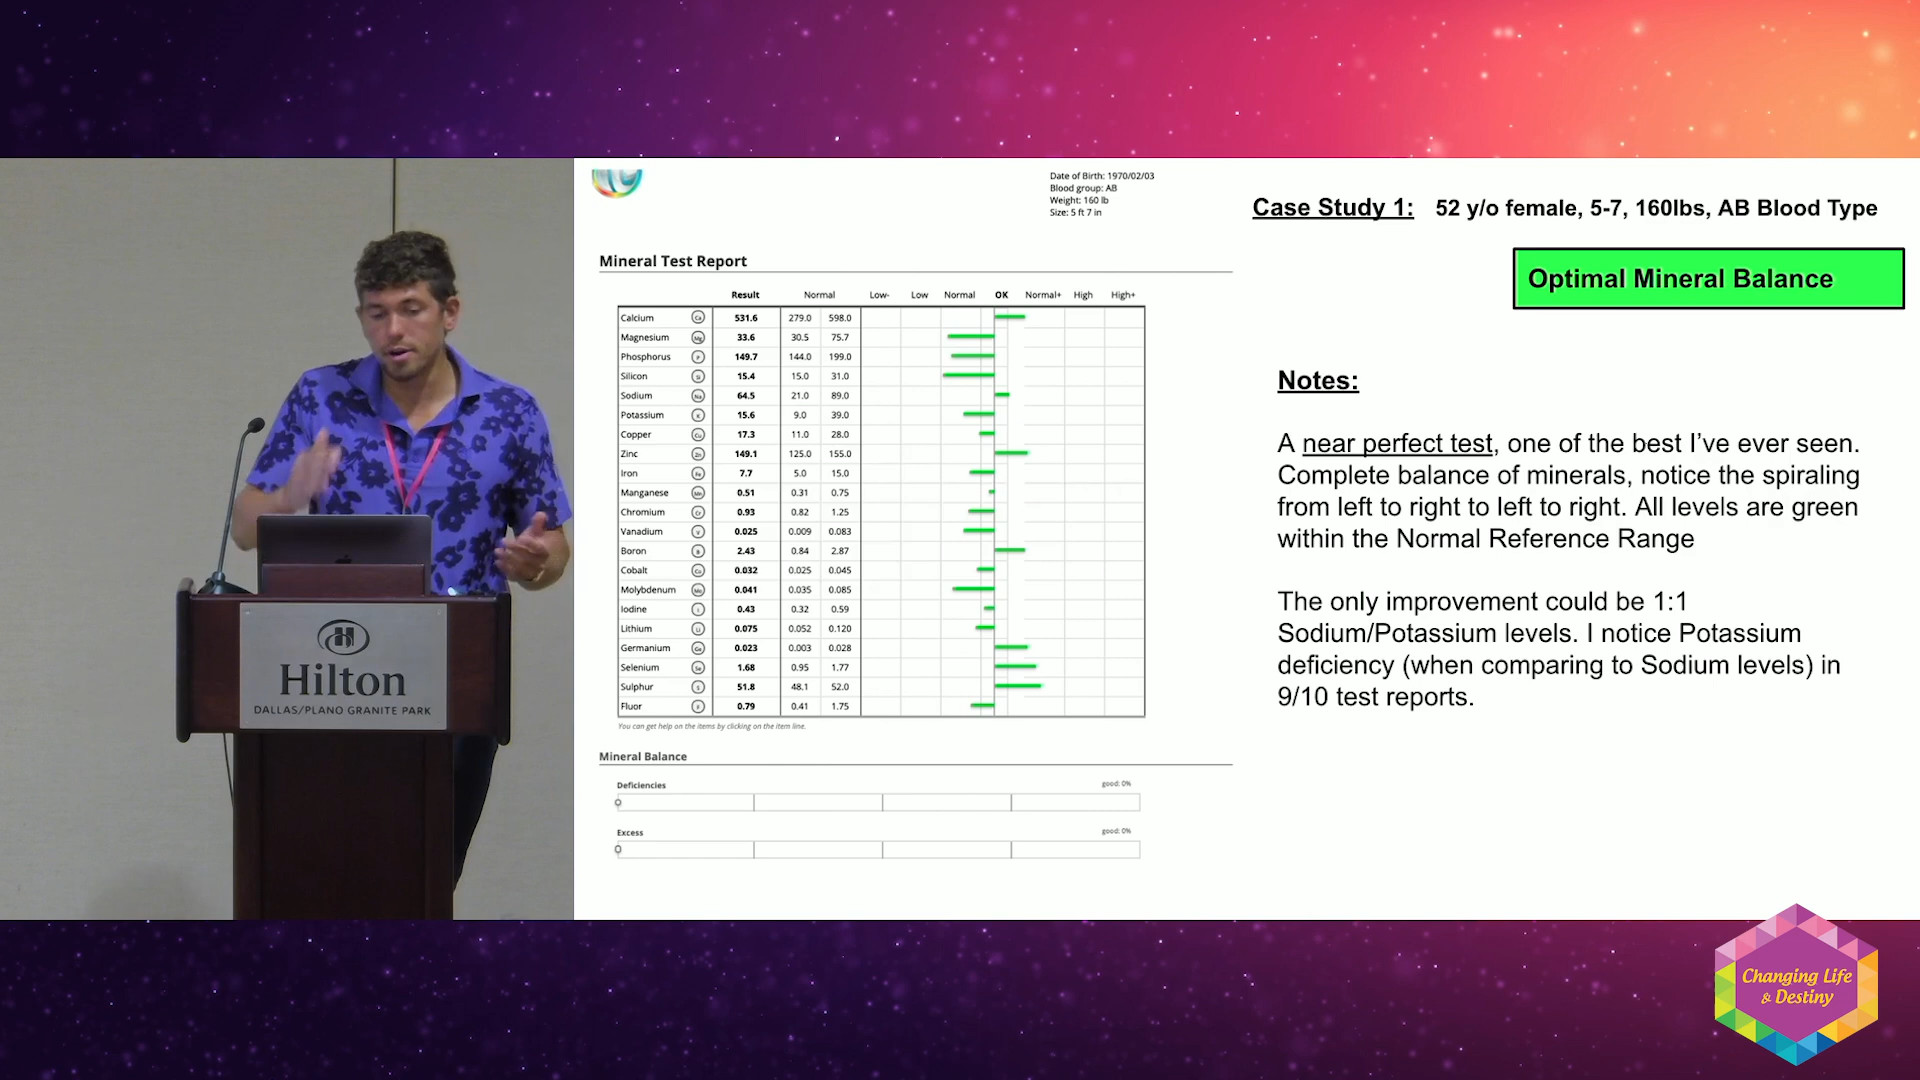 Date of Birth: 1970/02/03
Blood group: AB
Weight: 160 lb
Size: 5 ft 7 in
Case Study 1: 52 y/o female, 5-7, 160lbs, AB Blood Type
Optimal Mineral Balance
Mineral Test Report
Result Normal Low- Low Normal OK Normal+ High High+
Calcium Ca 531.6 279.0 598.0
Magnesium Mg 33.6 30.5 75.7
Phosphorus P 149.7 144.0 199.0
Silicon Si 15.4 15.0 31.0
Sodium Na 64.5 21.0 89.0
Potassium K 15.6 9.0 39.0
Copper Cu 17.3 11.0 28.0
Zinc Zn 149.1 125.0 155.0
Iron Fe 7.7 5.0 15.0
Manganese Mn 0.51 0.31 0.75
Chromium Cr 0.93 0.82 1.25
Vanadium V 0.025 0.009 0.083
Boron B 2.43 0.84 2.87
Cobalt Co 0.032 0.025 0.045
Molybdenum Mo 0.041 0.035 0.085
Iodine I 0.43 0.32 0.59
Lithium Li 0.075 0.052 0.120
Germanium Ge 0.023 0.003 0.028
Selenium Se 1.68 0.95 1.77
Sulphur S 51.8 48.1 52.0
Fluor 0.79 0.41 1.75
You can get help on the items by clicking on the item line.
Mineral Balance
Deficiencies good: 0%
Excess good: 0%
Notes:
A near perfect test, one of the best I've ever seen.
Complete balance of minerals, notice the spiraling
from left to right to left to right. All levels are green
within the Normal Reference Range
The only improvement could be 1:1
Sodium/Potassium levels. I notice Potassium
deficiency (when comparing to Sodium levels) in
9/10 test reports.
Hilton
DALLAS/PLANO GRANITE PARK
Changing Life
& Destiny